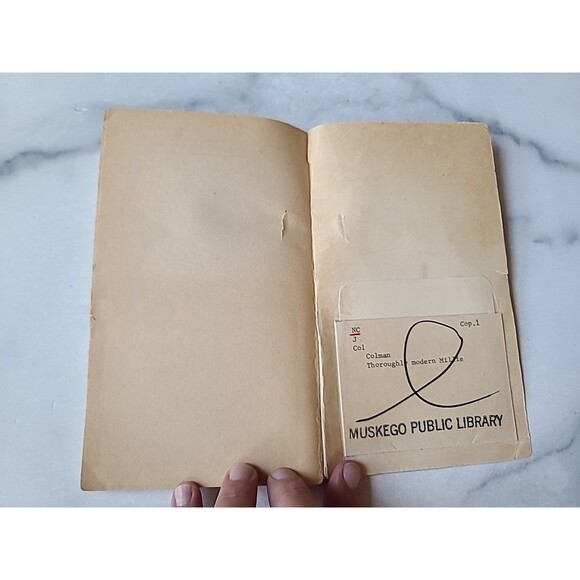 NC Cop.1
J
Col
Colman
Thoroughly modern Millie
MUSKEGO PUBLIC LIBRARY